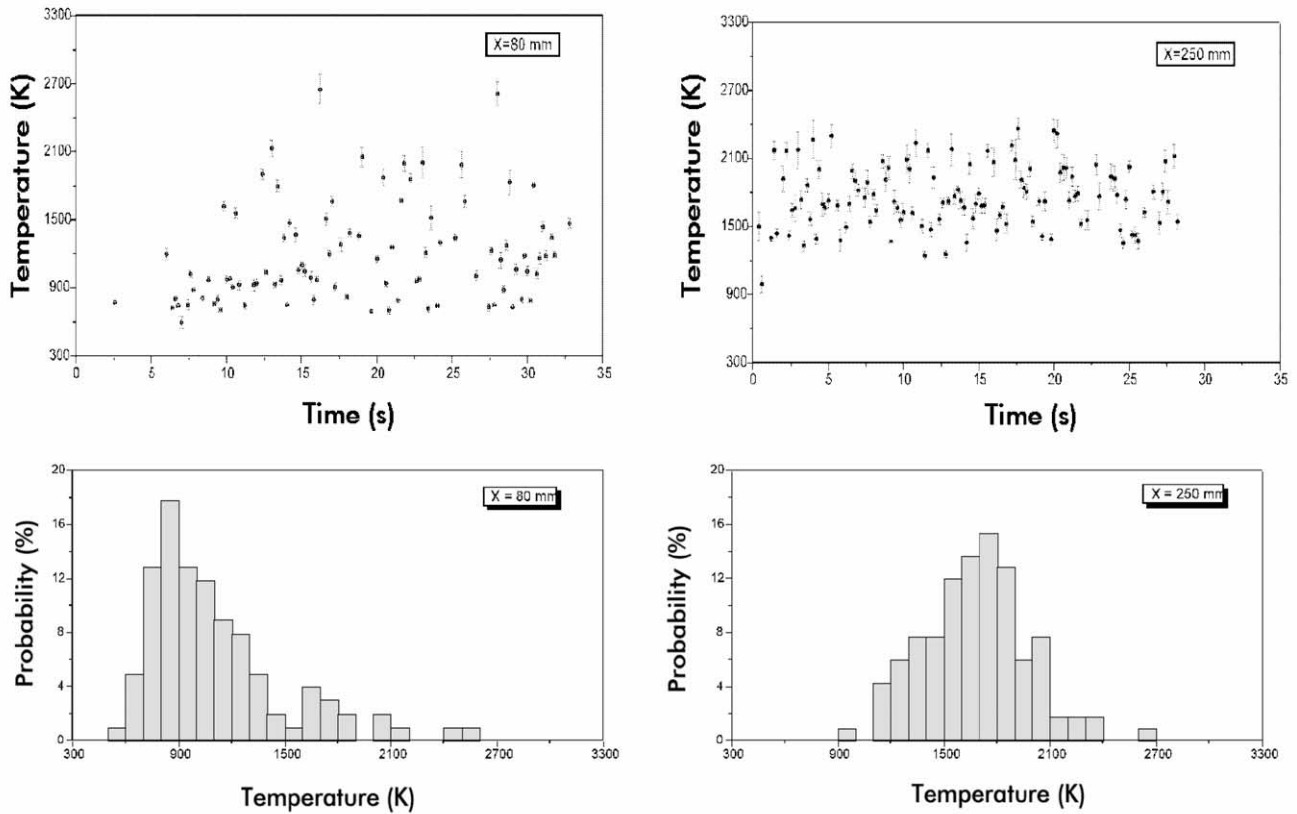 3300
2700
2100
1500
900
300
Temperature (K)
X=80 mm
0 5 10 15 20 25 30 35
Time (s)
3300
2700
2100
1500
900
300
Temperature (K)
X=250 mm
0 5 10 15 20 25 30 35
Time (s)
20
16
12
8
4
0
Probability (%)
X = 80 mm
300 900 1500 2100 2700 3300
Temperature (K)
20
16
12
8
4
0
Probability (%)
X = 250 mm
300 900 1500 2100 2700 3300
Temperature (K)